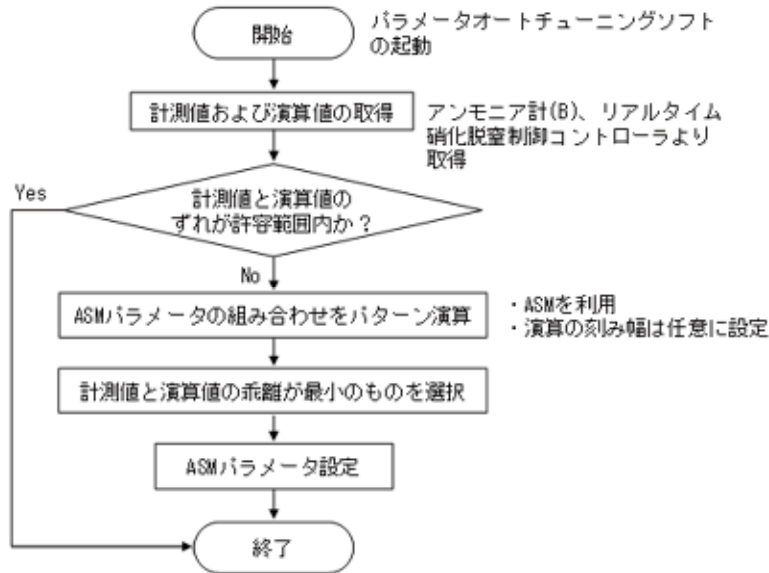 開始
パラメータオートチューニングソフト
の起動
計測値および演算値の取得
アンモニア計(B)、リアルタイム
硝化脱窒制御コントローラより
取得
Yes
計測値と演算値の
ずれが許容範囲内か？
No
ASMパラメータの組み合わせをパターン演算
・ASMを利用
・演算の刻み幅は任意に設定
計測値と演算値の乖離が最小のものを選択
ASMパラメータ設定
終了